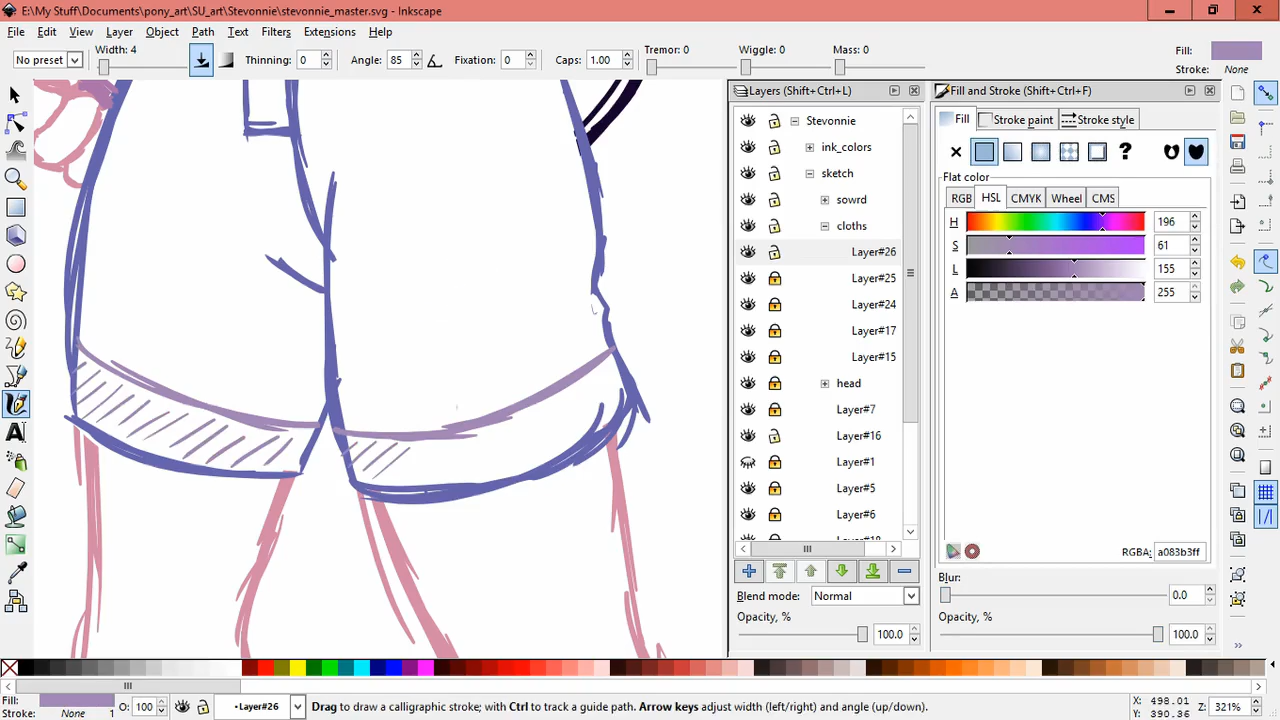 E:\My Stuff\Documents\pony_art\SU_art\Stevonnie\stevonnie_master.svg - Inkscape
File Edit View Layer Object Path Filters Text Extensions Help
No preset Width: 4 Thinning: 0 Angle: 85 Fixation: 0 Caps: 1.00 Tremor: 0 Wiggle: 0 Mass: 0 Fill: Stroke: None
Layers (Shift+Ctrl+L)
Stevonnie
ink_colors
sketch
sowrd
cloths
Layer#26
Layer#25
Layer#24
Layer#17
Layer#15
head
Layer#7
Layer#16
Layer#1
Layer#5
Layer#6
Blend mode: Normal
Opacity, % 100.0
Fill and Stroke (Shift+Ctrl+F)
Fill Stroke paint Stroke style
?
Flat color
RGB HSL CMYK Wheel CMS
H 196
S 61
L 155
A 255
RGBA: a083b3ff
Blur:
0.0
Opacity, %
100.0
Fill: Stroke: None 1 O: 100 •Layer#26 Drag to draw a calligraphic stroke; with Ctrl to track a guide path. Arrow keys adjust width (left/right) and angle (up/down). X: 498.01 Y: 390.36 Z: 321%